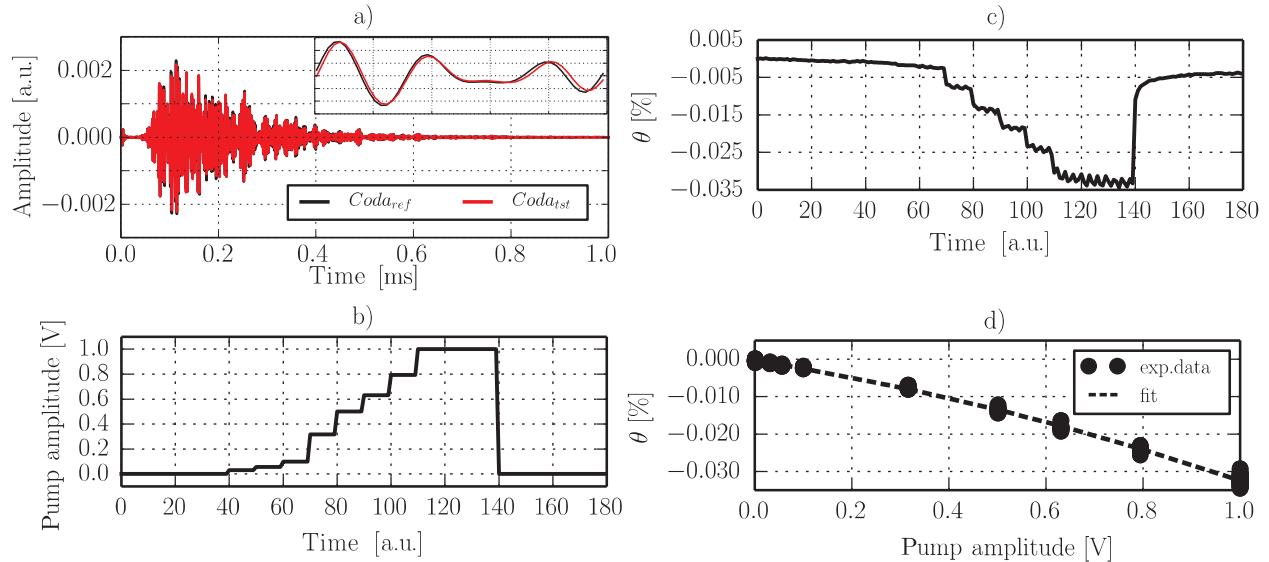 a)
Amplitude [a.u.]
0.002
0.000
−0.002
Coda_ref
Coda_tst
0.0 0.2 0.4 0.6 0.8 1.0
Time [ms]
b)
Pump amplitude [V]
1.0
0.8
0.6
0.4
0.2
0.0
0 20 40 60 80 100 120 140 160 180
Time [a.u.]
c)
θ [%]
0.005
−0.005
−0.015
−0.025
−0.035
0 20 40 60 80 100 120 140 160 180
Time [a.u.]
d)
θ [%]
0.000
−0.010
−0.020
−0.030
exp.data
fit
0.0 0.2 0.4 0.6 0.8 1.0
Pump amplitude [V]